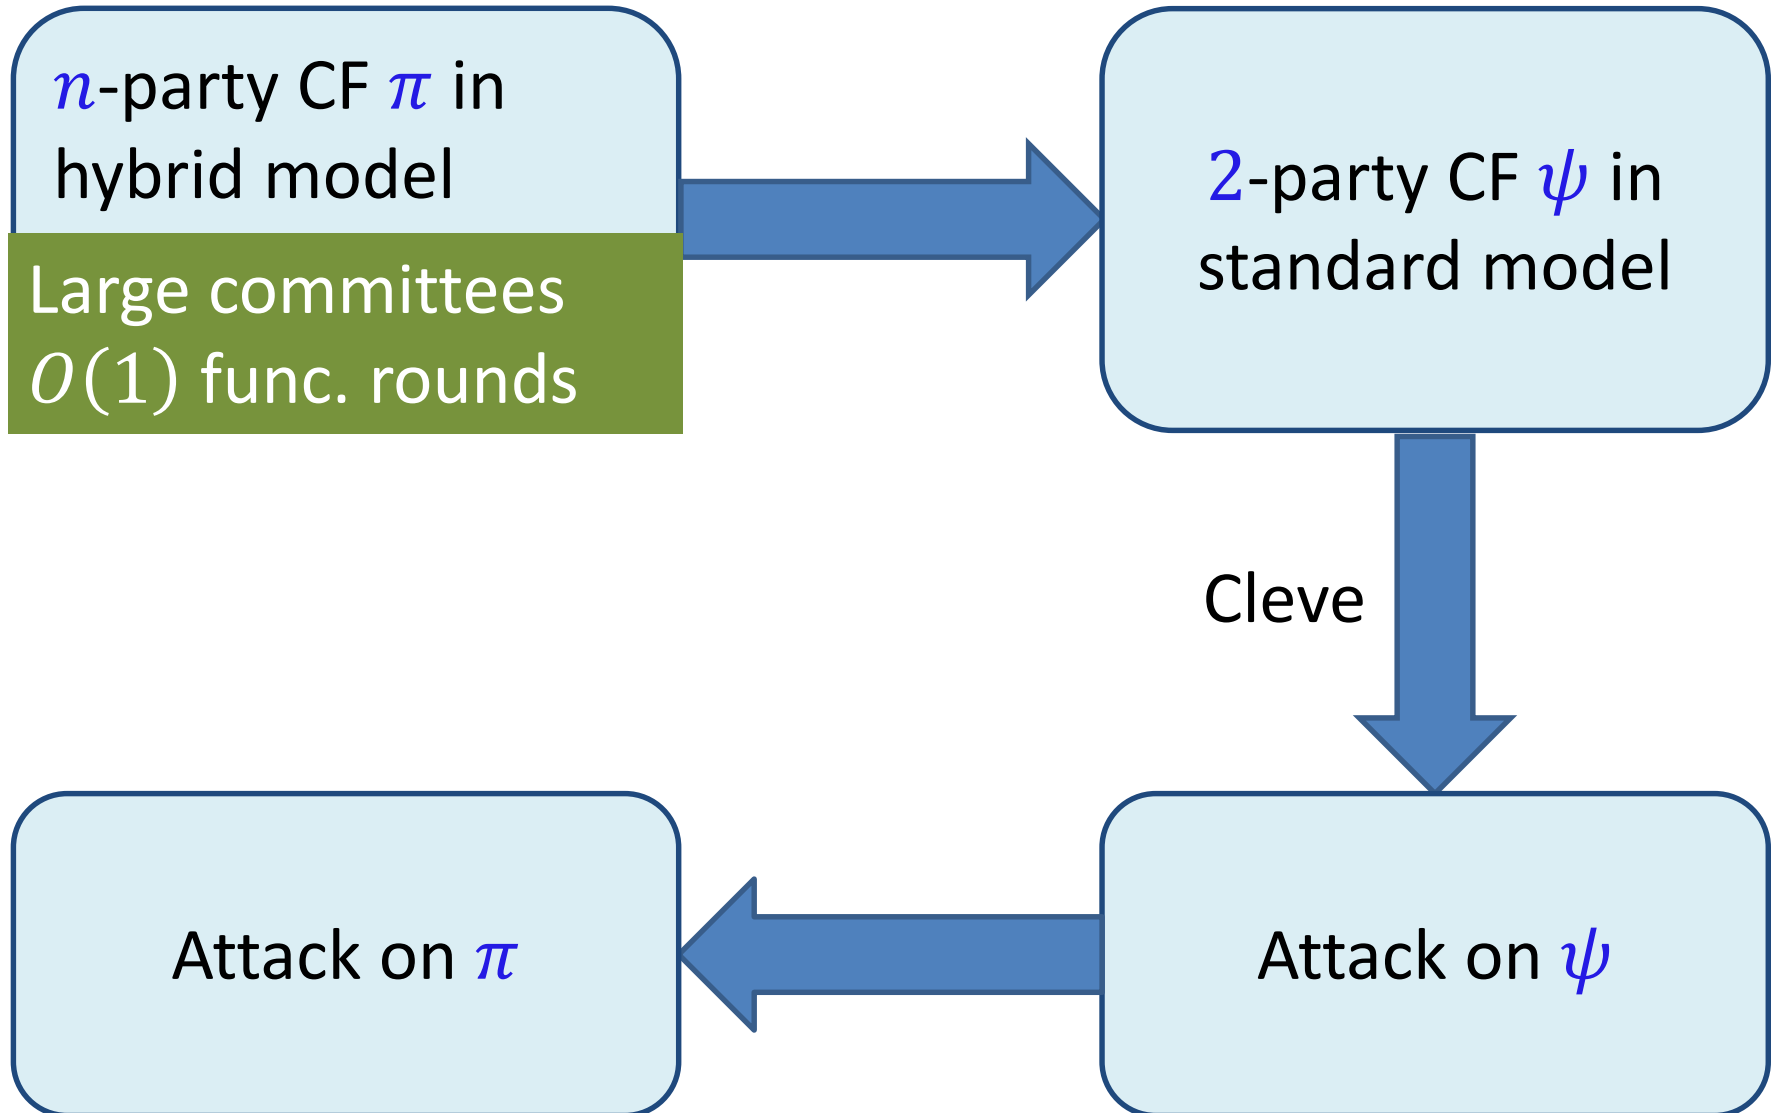 n-party CF π in
hybrid model
Large committees
O(1) func. rounds
2-party CF ψ in
standard model
Cleve
Attack on π
Attack on ψ